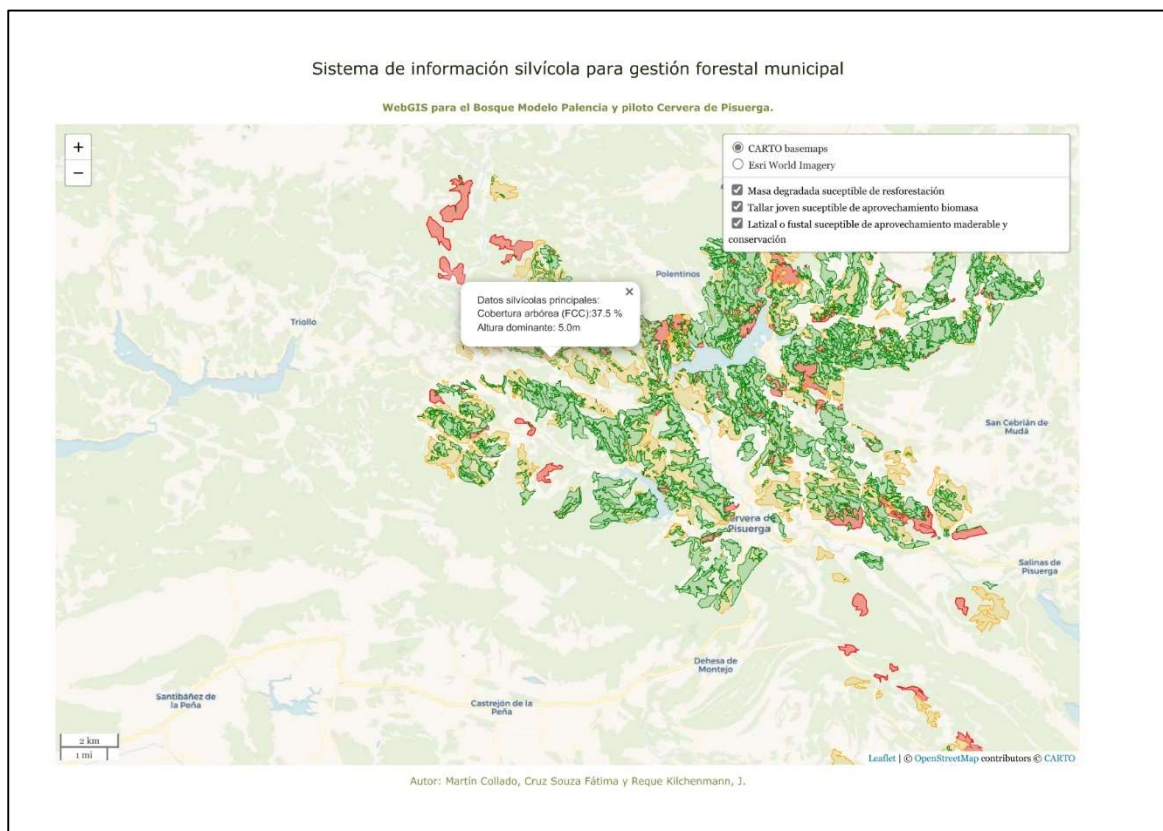 Sistema de información silvícola para gestión forestal municipal
WebGIS para el Bosque Modelo Palencia y piloto Cervera de Pisuerga.
+
−
CARTO basemaps
Esri World Imagery
Masa degradada suceptible de resforestación
Tallar joven suceptible de aprovechamiento biomasa
Latizal o fustal suceptible de aprovechamiento maderable y
conservación
Polentinos
×
Datos silvícolas principales:
Cobertura arbórea (FCC):37.5 %
Altura dominante: 5.0m
Triollo
San Cebrián de
Mudá
ervera de
Pisuerga
Salinas de
Pisuerga
Dehesa de
Montejo
Santibáñez de
la Peña
Castrejón de la
Peña
2 km
1 mi
Leaflet | © OpenStreetMap contributors © CARTO
Autor: Martín Collado, Cruz Souza Fátima y Reque Kilchenmann, J.